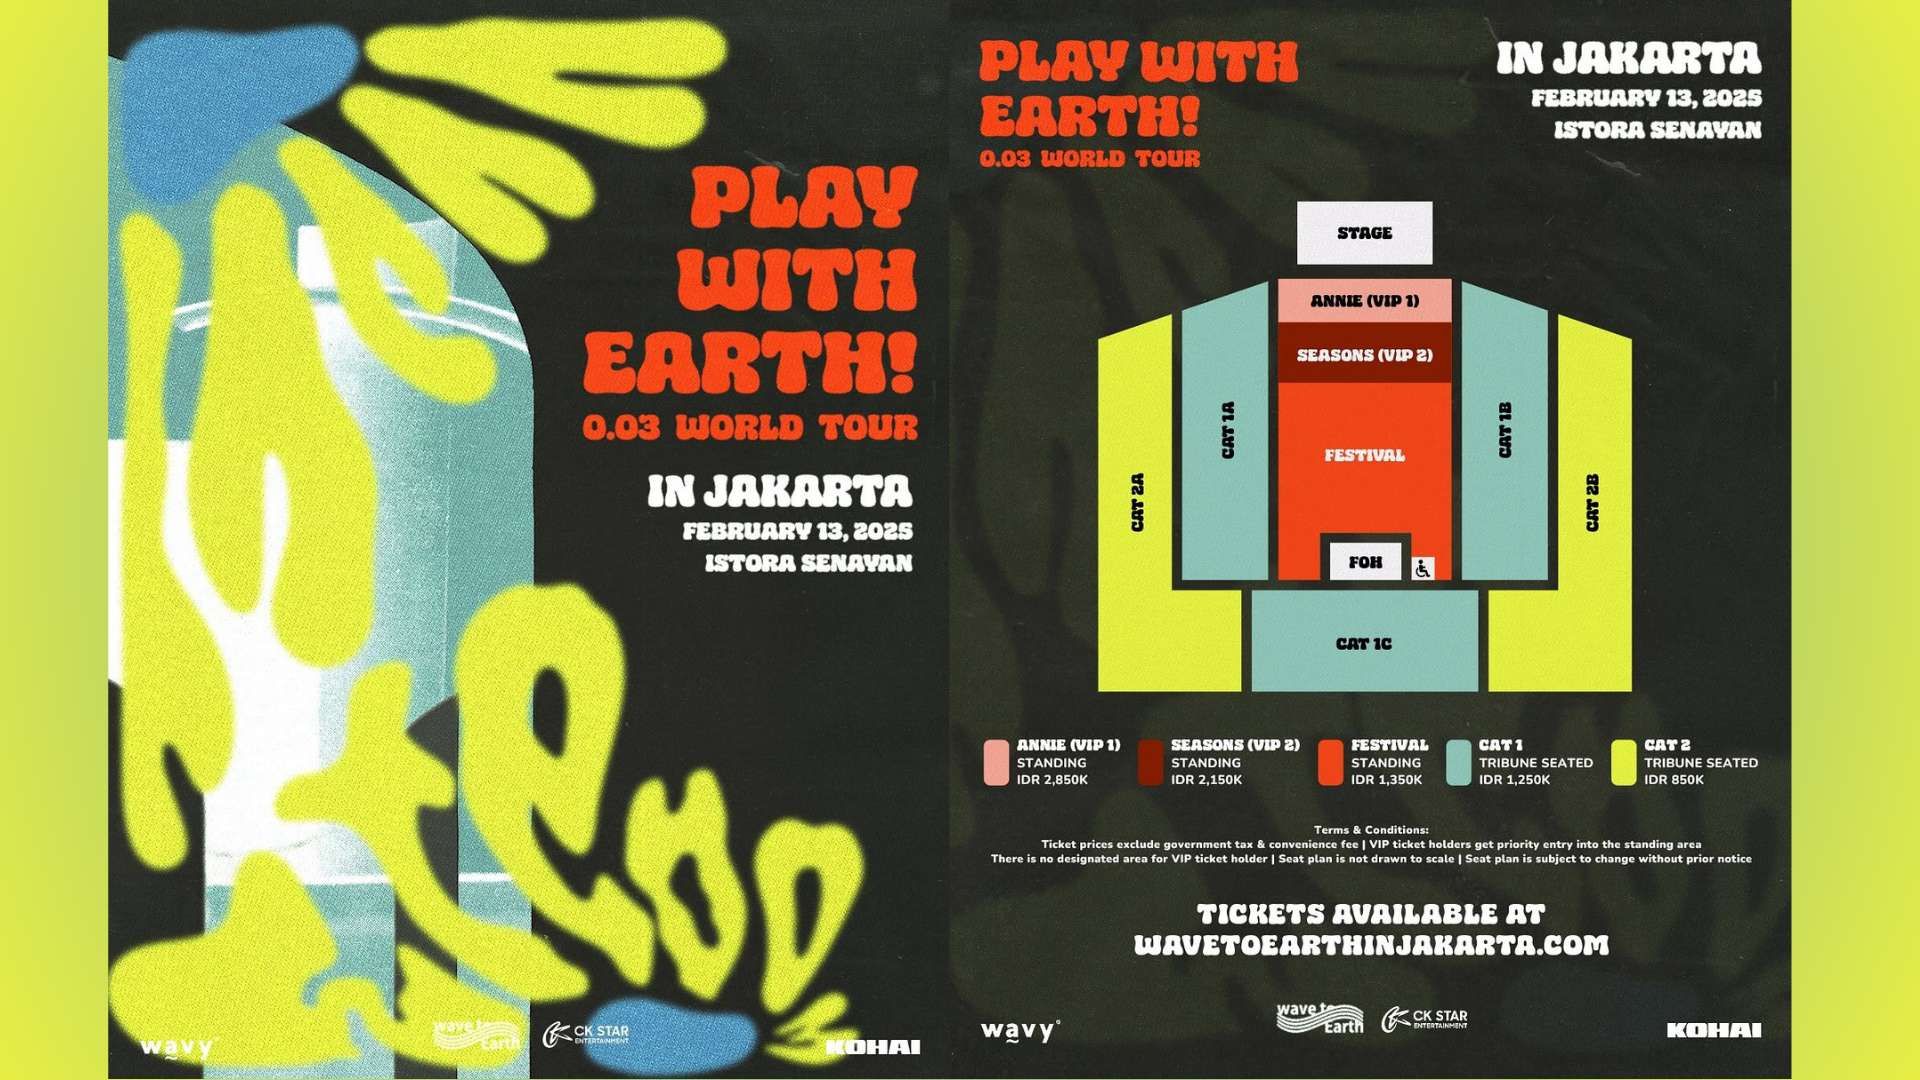 PLAY
WITH
EARTH!
0.03 WORLD TOUR
IN JAKARTA
FEBRUARY 13, 2025
ISTORA SENAYAN
wavy°
wave to
Earth
CK STAR
ENTERTAINMENT
KOHAI
PLAY WITH
EARTH!
0.03 WORLD TOUR
IN JAKARTA
FEBRUARY 13, 2025
ISTORA SENAYAN
STAGE
ANNIE (VIP 1)
SEASONS (VIP 2)
FESTIVAL
CAT 2A
CAT 1A
CAT 1B
CAT 2B
FOH
CAT 1C
ANNIE (VIP 1)
STANDING
IDR 2,850K
SEASONS (VIP 2)
STANDING
IDR 2,150K
FESTIVAL
STANDING
IDR 1,350K
CAT 1
TRIBUNE SEATED
IDR 1,250K
CAT 2
TRIBUNE SEATED
IDR 850K
Terms & Conditions:
Ticket prices exclude government tax & convenience fee | VIP ticket holders get priority entry into the standing area
There is no designated area for VIP ticket holder | Seat plan is not drawn to scale | Seat plan is subject to change without prior notice
TICKETS AVAILABLE AT
WAVETOEARTHINJAKARTA.COM
wavy°
wave to
Earth
CK STAR
ENTERTAINMENT
KOHAI